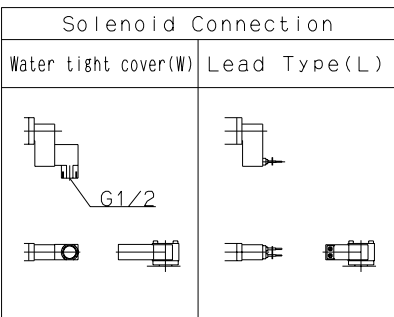 Solenoid Connection
Water tight cover(W)
Lead Type(L)
G1/2